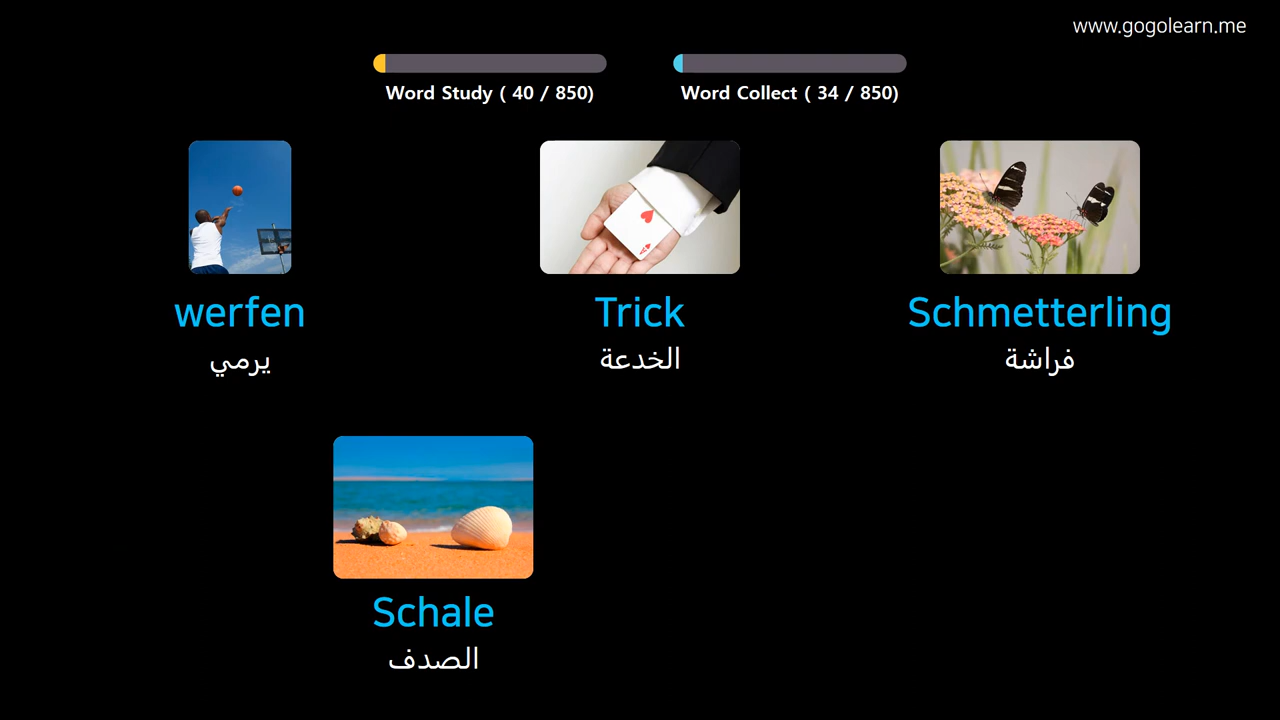 www.gogolearn.me
Word Study ( 40 / 850)
Word Collect ( 34 / 850)
werfen
يرمي
Trick
الخدعة
Schmetterling
فراشة
Schale
الصدف